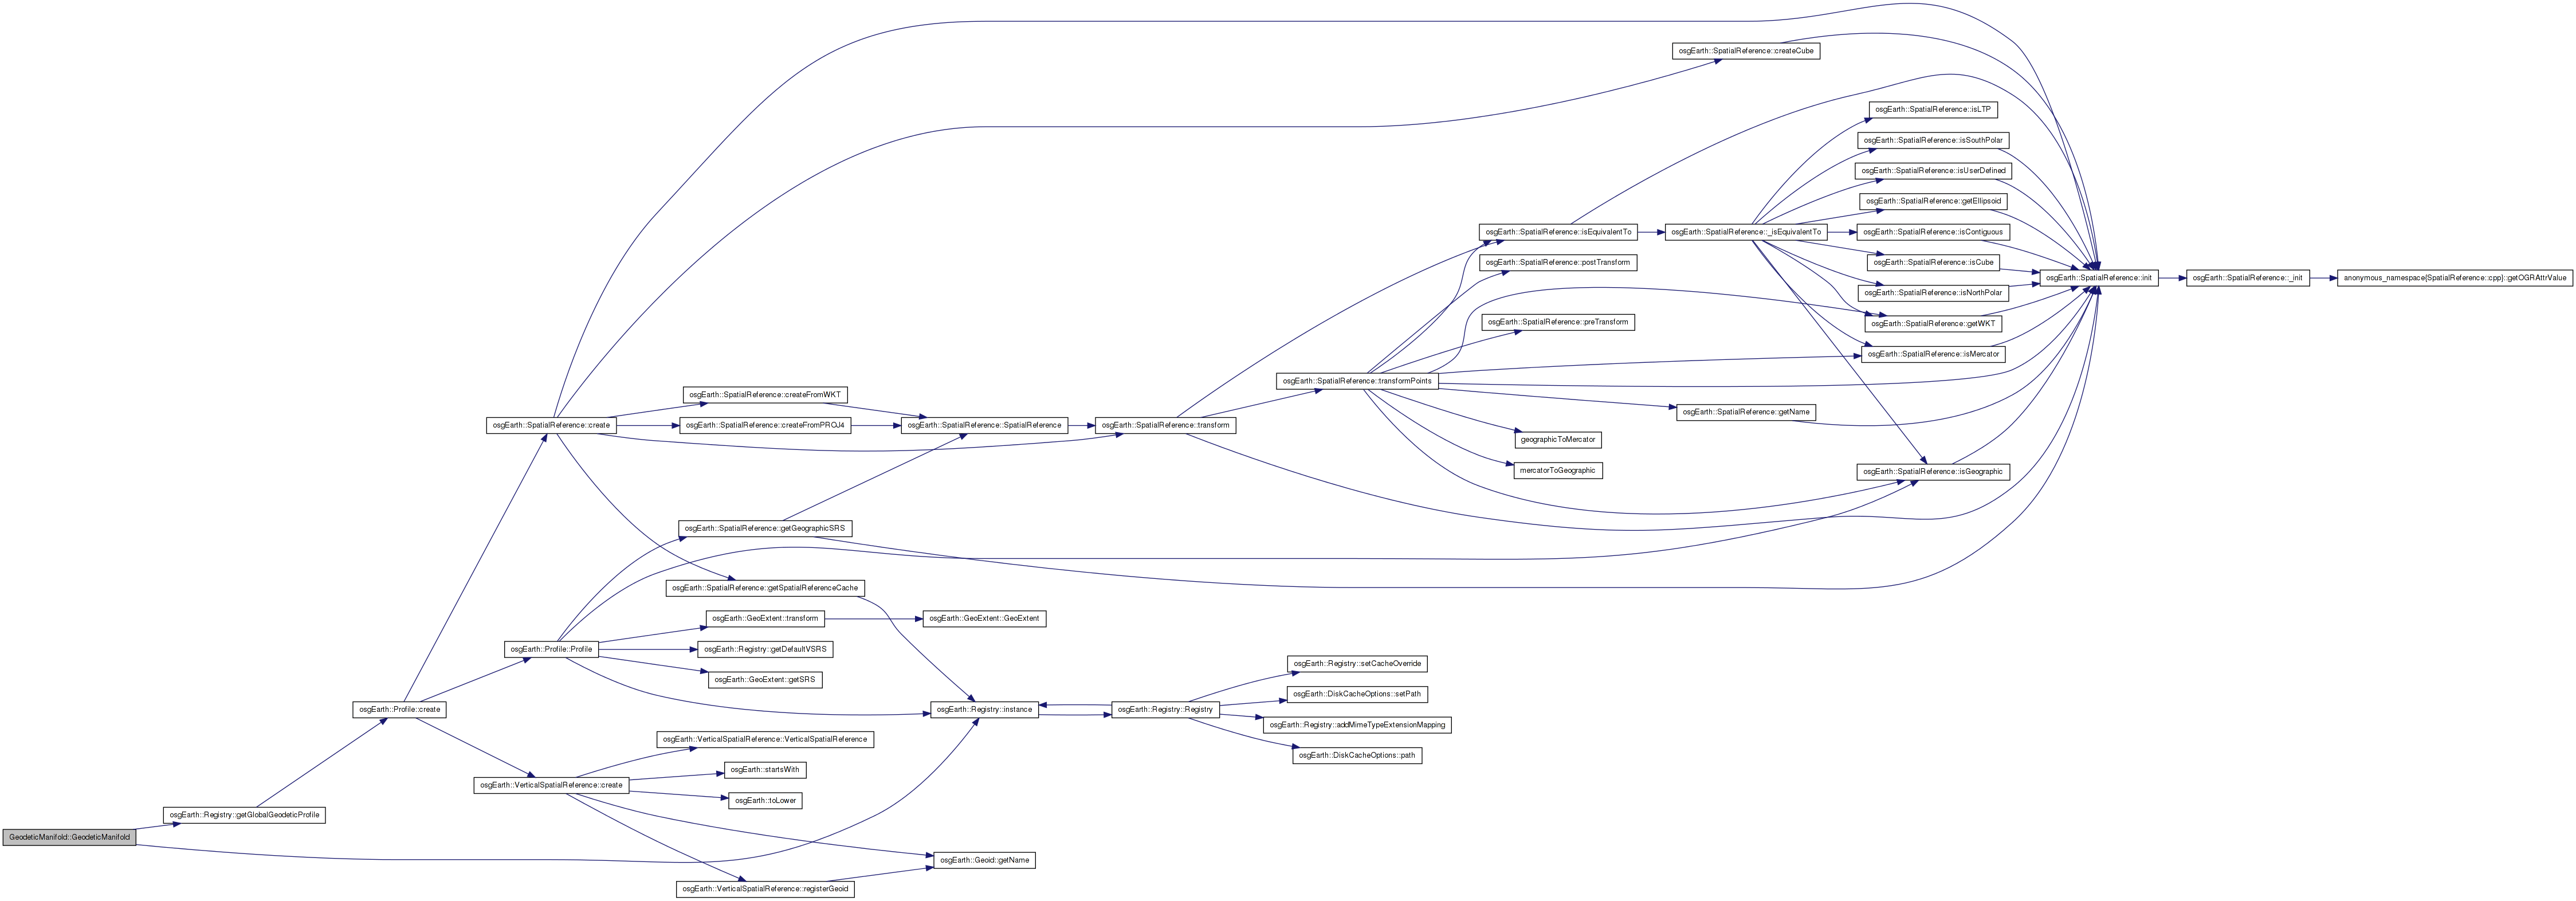 osgEarth::SpatialReference::createCube
osgEarth::SpatialReference::isLTP
osgEarth::SpatialReference::isSouthPolar
osgEarth::SpatialReference::isUserDefined
osgEarth::SpatialReference::getEllipsoid
osgEarth::SpatialReference::isEquivalentTo
osgEarth::SpatialReference::_isEquivalentTo
osgEarth::SpatialReference::isContiguous
osgEarth::SpatialReference::postTransform
osgEarth::SpatialReference::isCube
osgEarth::SpatialReference::init
osgEarth::SpatialReference::_init
anonymous_namespace{SpatialReference::cpp}::getOGRAttrValue
osgEarth::SpatialReference::isNorthPolar
osgEarth::SpatialReference::preTransform
osgEarth::SpatialReference::getWKT
osgEarth::SpatialReference::isMercator
osgEarth::SpatialReference::transformPoints
osgEarth::SpatialReference::createFromWKT
osgEarth::SpatialReference::getName
osgEarth::SpatialReference::create
osgEarth::SpatialReference::createFromPROJ4
osgEarth::SpatialReference::SpatialReference
osgEarth::SpatialReference::transform
geographicToMercator
mercatorToGeographic
osgEarth::SpatialReference::isGeographic
osgEarth::SpatialReference::getGeographicSRS
osgEarth::SpatialReference::getSpatialReferenceCache
osgEarth::GeoExtent::transform
osgEarth::GeoExtent::GeoExtent
osgEarth::Profile::Profile
osgEarth::Registry::getDefaultVSRS
osgEarth::Registry::setCacheOverride
osgEarth::GeoExtent::getSRS
osgEarth::DiskCacheOptions::setPath
osgEarth::Profile::create
osgEarth::Registry::instance
osgEarth::Registry::Registry
osgEarth::Registry::addMimeTypeExtensionMapping
osgEarth::VerticalSpatialReference::VerticalSpatialReference
osgEarth::DiskCacheOptions::path
osgEarth::startsWith
osgEarth::VerticalSpatialReference::create
osgEarth::toLower
osgEarth::Registry::getGlobalGeodeticProfile
GeodeticManifold::GeodeticManifold
osgEarth::Geoid::getName
osgEarth::VerticalSpatialReference::registerGeoid